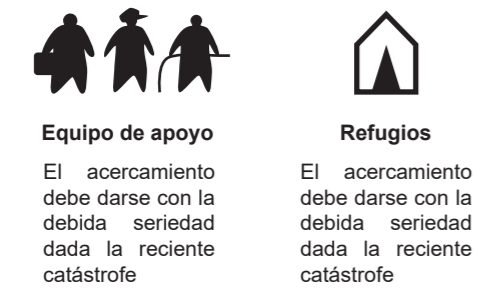 Equipo de apoyo
El acercamiento
debe darse con la
debida seriedad
dada la reciente
catástrofe
Refugios
El acercamiento
debe darse con la
debida seriedad
dada la reciente
catástrofe